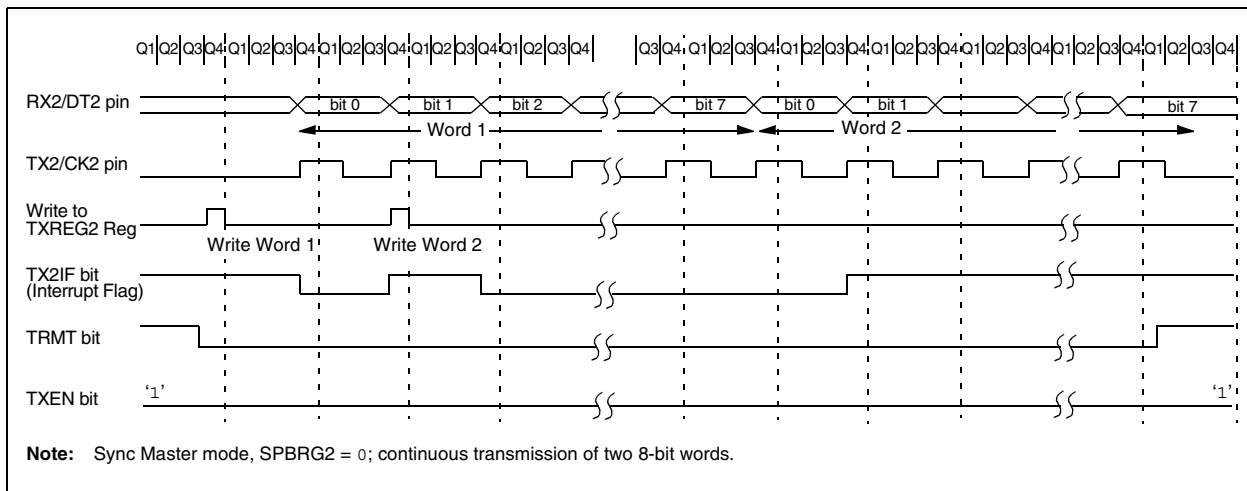 Q1 Q2 Q3 Q4 Q1 Q2 Q3 Q4 Q1 Q2 Q3 Q4 Q1 Q2 Q3 Q4 Q1 Q2 Q3 Q4 Q3 Q4 Q1 Q2 Q3 Q4 Q1 Q2 Q3 Q4 Q1 Q2 Q3 Q4 Q1 Q2 Q3 Q4 Q1 Q2 Q3 Q4 Q1 Q2 Q3 Q4
RX2/DT2 pin
bit 0 bit 1 bit 2 bit 7 bit 0 bit 1 bit 7
Word 1 Word 2
TX2/CK2 pin
Write to
TXREG2 Reg
Write Word 1 Write Word 2
TX2IF bit
(Interrupt Flag)
TRMT bit
TXEN bit
‘1’ ‘1’
Note: Sync Master mode, SPBRG2 = 0; continuous transmission of two 8-bit words.